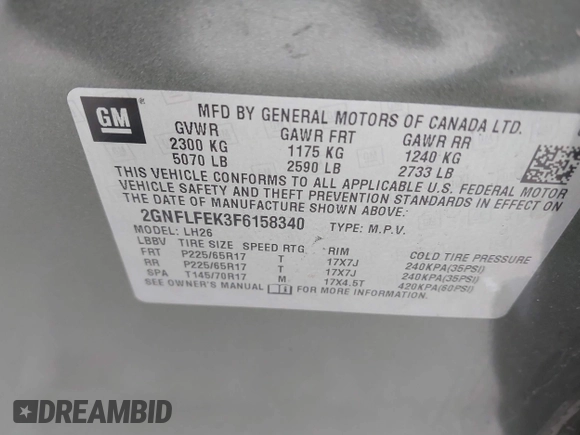 GM
MFD BY GENERAL MOTORS OF CANADA LTD.
GVWR GAWR FRT GAWR RR
2300 KG 1175 KG 1240 KG
5070 LB 2590 LB 2733 LB
THIS VEHICLE CONFORMS TO ALL APPLICABLE U.S. FEDERAL MOTOR
VEHICLE SAFETY AND THEFT PREVENTION STANDARDS IN EFFECT ON
THE DATE OF MANUFACTURE SHOWN ABOVE.
2GNFLFEK3F6158340 TYPE: M.P.V.
MODEL: LH26
LBBV TIRE SIZE SPEED RTG RIM COLD TIRE PRESSURE
FRT P225/65R17 T 17X7J 240KPA(35PSI)
RR P225/65R17 T 17X7J 240KPA(35PSI)
SPA T145/70R17 M 17X4.5T 420KPA(60PSI)
SEE OWNER'S MANUAL FOR MORE INFORMATION.
DREAMBID